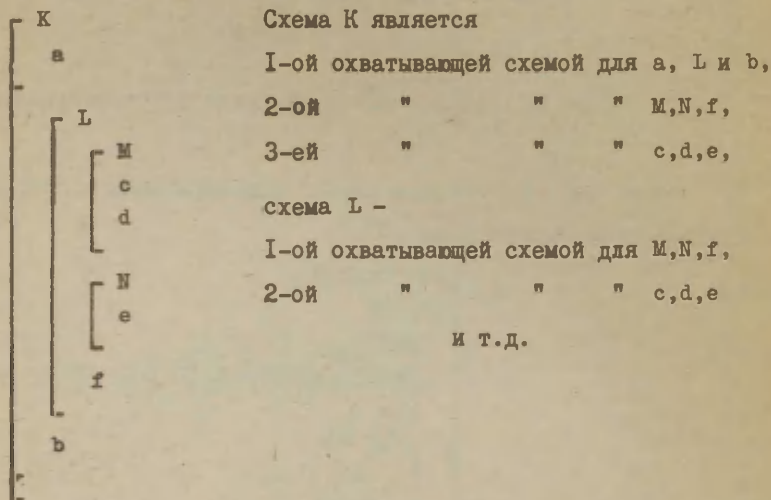 K
a
L
M
c
d
N
e
f
b
Схема K является
I-ой охватывающей схемой для a, L и b,
2-ой " " " M,N,f,
3-ей " " " c,d,e,
схема L –
I-ой охватывающей схемой для M,N,f,
2-ой " " " c,d,e
и т.д.